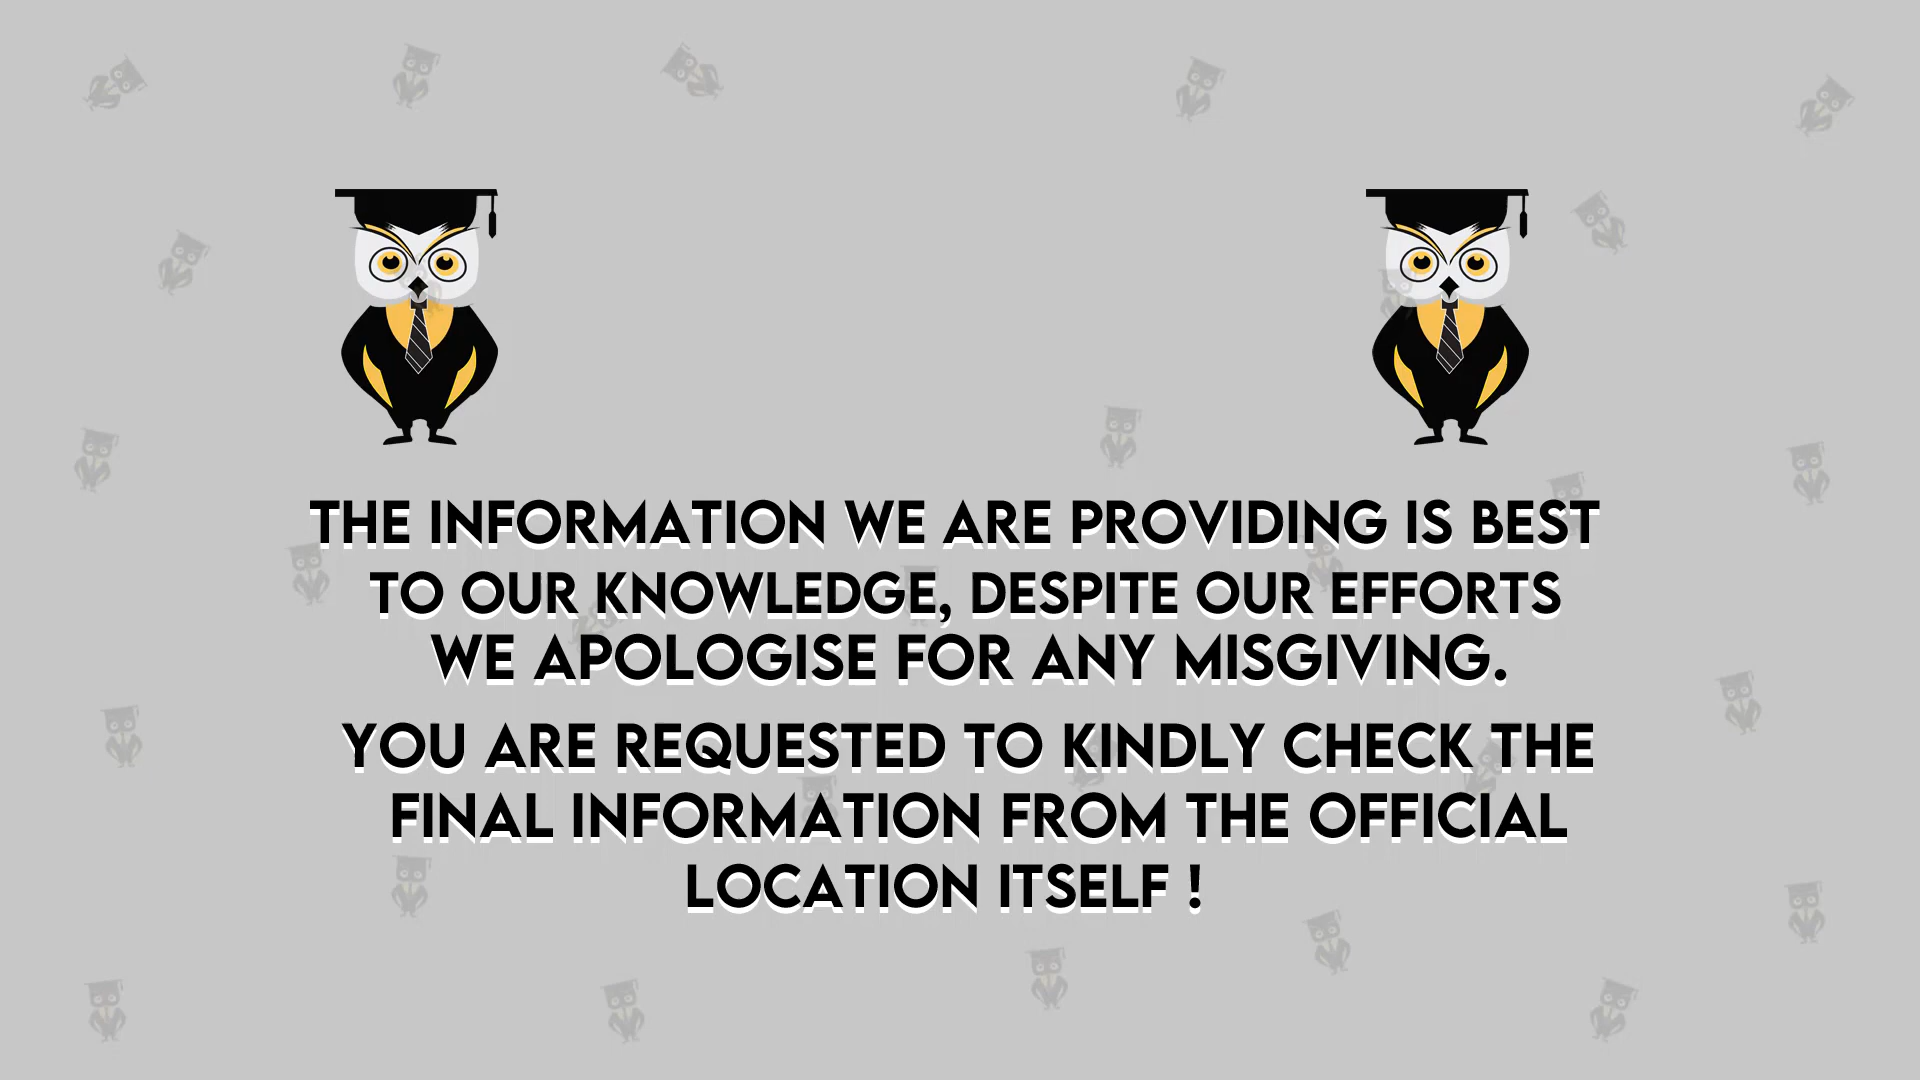 THE INFORMATION WE ARE PROVIDING IS BEST
TO OUR KNOWLEDGE, DESPITE OUR EFFORTS
WE APOLOGISE FOR ANY MISGIVING.
YOU ARE REQUESTED TO KINDLY CHECK THE
FINAL INFORMATION FROM THE OFFICIAL
LOCATION ITSELF !